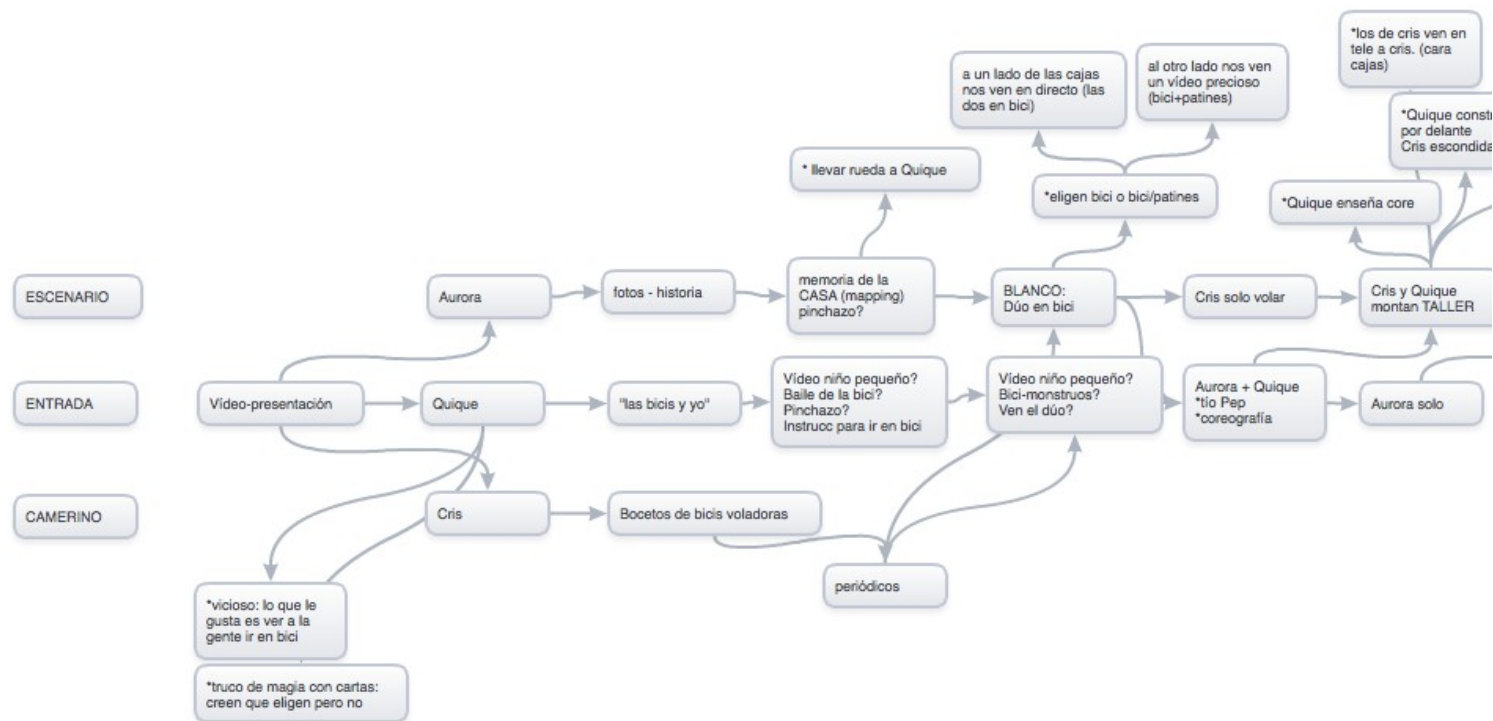 *los de cris ven en
tele a cris. (cara
cajas)
a un lado de las cajas
nos ven en directo (las
dos en bici)
al otro lado nos ven
un vídeo precioso
(bici+patines)
*Quique constr
por delante
Cris escondida
* llevar rueda a Quique
*eligen bici o bici/patines
*Quique enseña core
ESCENARIO
Aurora
fotos - historia
memoria de la
CASA (mapping)
pinchazo?
BLANCO:
Dúo en bici
Cris solo volar
Cris y Quique
montan TALLER
ENTRADA
Vídeo-presentación
Quique
"las bicis y yo"
Vídeo niño pequeño?
Baile de la bici?
Pinchazo?
Instrucc para ir en bici
Vídeo niño pequeño?
Bici-monstruos?
Ven el dúo?
Aurora + Quique
*tío Pep
*coreografía
Aurora solo
CAMERINO
Cris
Bocetos de bicis voladoras
periódicos
*vicioso: lo que le
gusta es ver a la
gente ir en bici
*truco de magia con cartas:
creen que eligen pero no